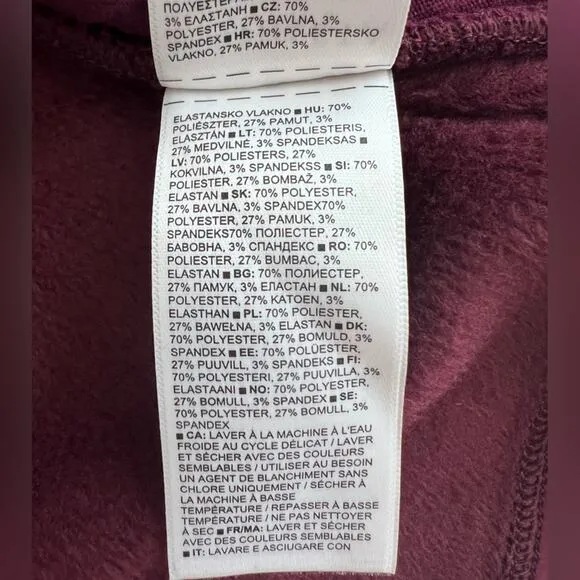 ΠΟΛΥΕΣΤΕΡ
3% ΕΛΑΣΤΑΝΗ ■ CZ: 70%
POLYESTER, 27% BAVLNA, 3%
SPANDEX ■ HR: 70% POLIESTERSKO
VLAKNO, 27% PAMUK, 3%
ELASTANSKO VLAKNO ■ HU: 70%
POLIÉSZTER, 27% PAMUT, 3%
ELASZTÁN ■ LT: 70% POLIESTERIS,
27% MEDVILNĖ, 3% SPANDEKSAS ■
LV: 70% POLIESTERS, 27%
KOKVILNA, 3% SPANDEKSS ■ SI: 70%
POLIESTER, 27% BOMBAŽ, 3%
ELASTAN ■ SK: 70% POLYESTER,
27% BAVLNA, 3% SPANDEX70%
POLYESTER, 27% PAMUK, 3%
SPANDEKS70% ПОЛІЕСТЕР, 27%
БАВОВНА, 3% СПАНДЕКС ■ RO: 70%
POLIESTER, 27% BUMBAC, 3%
ELASTAN ■ BG: 70% ПОЛИЕСТЕР,
27% ПАМУК, 3% ЕЛАСТАН ■ NL: 70%
POLYESTER, 27% KATOEN, 3%
ELASTHAN ■ PL: 70% POLIESTER,
27% BAWEŁNA, 3% ELASTAN ■ DK:
70% POLYESTER, 27% BOMULD, 3%
SPANDEX ■ EE: 70% POLÜESTER,
27% PUUVILL, 3% SPANDEKS ■ FI:
70% POLYESTERI, 27% PUUVILLA, 3%
ELASTAANI ■ NO: 70% POLYESTER,
27% BOMULL, 3% SPANDEX ■ SE:
70% POLYESTER, 27% BOMULL, 3%
SPANDEX
■ CA: LAVER À LA MACHINE À L'EAU
FROIDE AU CYCLE DÉLICAT / LAVER
ET SÉCHER AVEC DES COULEURS
SEMBLABLES / UTILISER AU BESOIN
UN AGENT DE BLANCHIMENT SANS
CHLORE UNIQUEMENT / SÉCHER À
LA MACHINE À BASSE
TEMPÉRATURE / REPASSER À BASSE
TEMPÉRATURE / NE PAS NETTOYER
À SEC ■ FR/MA: LAVER ET SÉCHER
AVEC DES COULEURS SEMBLABLES
■ IT: LAVARE E ASCIUGARE CON